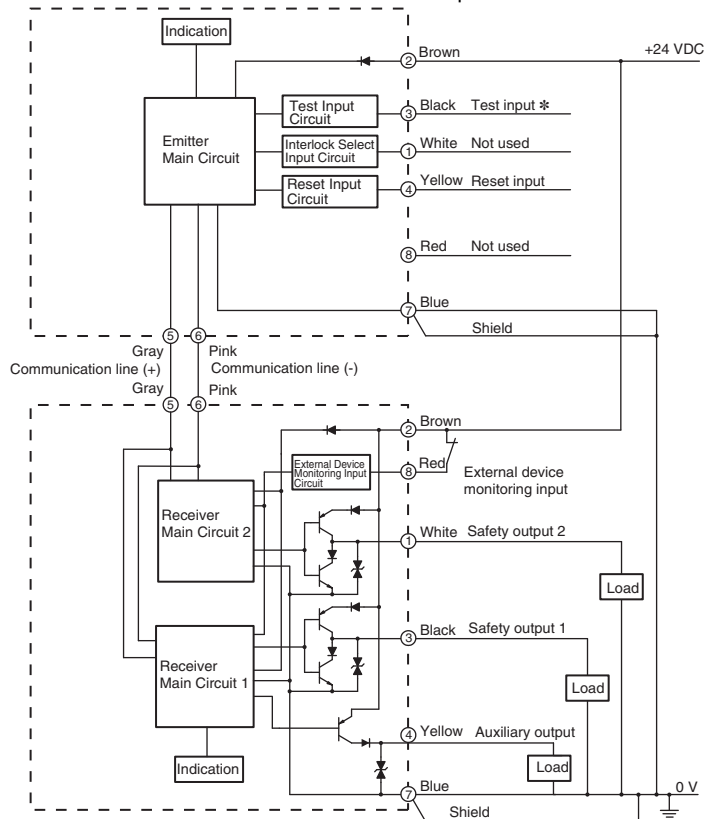 Indication
2 Brown
+24 VDC
Emitter
Main Circuit
Test Input
Circuit
3 Black Test input *
Interlock Select
Input Circuit
1 White Not used
Reset Input
Circuit
4 Yellow Reset input
8 Red Not used
7 Blue
Shield
5 6
Gray Pink
Communication line (+) Communication line (-)
Gray Pink
5 6
2 Brown
External Device
Monitoring Input
Circuit
8 Red
External device
monitoring input
Receiver
Main Circuit 2
1 White Safety output 2
Load
3 Black Safety output 1
Receiver
Main Circuit 1
Load
4 Yellow Auxiliary output
Indication
Load
7 Blue
0 V
Shield